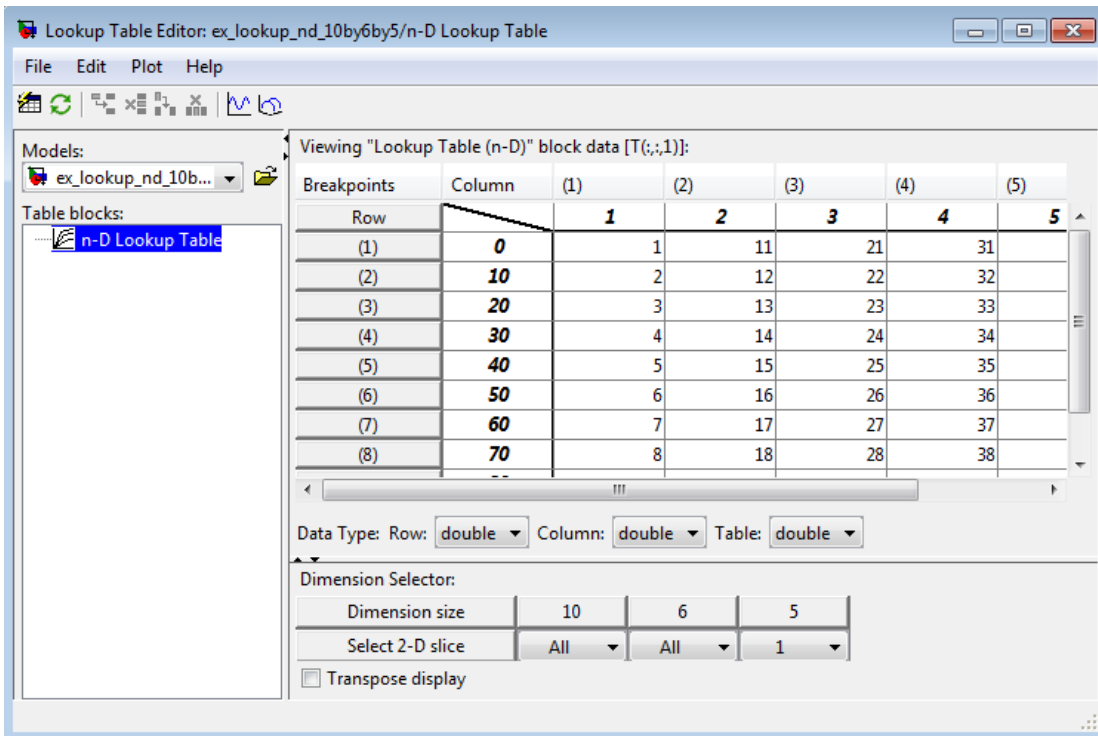 Lookup Table Editor: ex_lookup_nd_10by6by5/n-D Lookup Table
File Edit Plot Help
Models:
ex_lookup_nd_10b...
Table blocks:
n-D Lookup Table
Viewing "Lookup Table (n-D)" block data [T(:,:,1)]:
Breakpoints Column (1) (2) (3) (4) (5)
Row 1 2 3 4 5
(1) 0 1 11 21 31
(2) 10 2 12 22 32
(3) 20 3 13 23 33
(4) 30 4 14 24 34
(5) 40 5 15 25 35
(6) 50 6 16 26 36
(7) 60 7 17 27 37
(8) 70 8 18 28 38
Data Type: Row: double Column: double Table: double
Dimension Selector:
Dimension size 10 6 5
Select 2-D slice All All 1
Transpose display